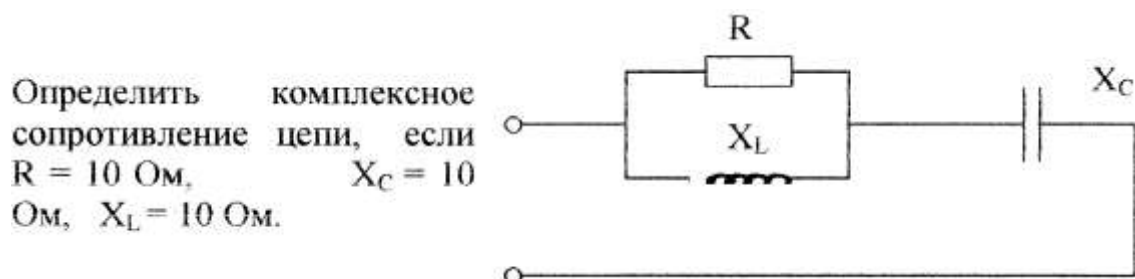 Определить комплексное
сопротивление цепи, если
R = 10 Ом, X_C = 10
Ом, X_L = 10 Ом.
R
X_L
X_C